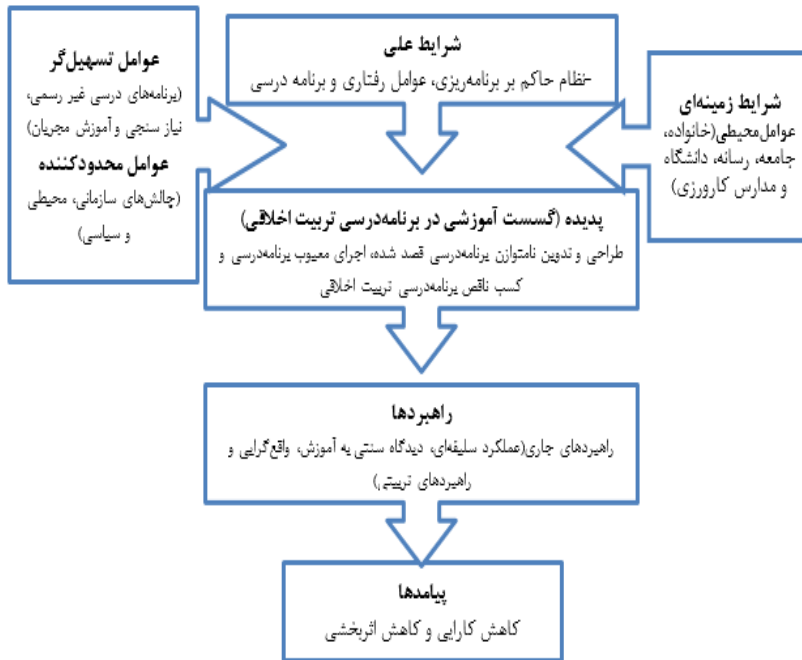 شرایط علی
-نظام حاکم بر برنامه‌ریزی، عوامل رفتاری و برنامه درسی
عوامل تسهیل‌گر
(برنامه‌های درسی غیر رسمی،
نیاز سنجی و آموزش مجریان)
عوامل محدودکننده
(چالش‌های سازمانی، محیطی
و سیاسی)
شرایط زمینه‌ای
عوامل‌محیطی(خانواده،
جامعه، رسانه، دانشگاه
و مدارس کارورزی)
پدیده (گسست آموزشی در برنامه‌درسی تربیت اخلاقی)
طراحی و تدوین نامتوازن برنامه‌درسی قصد شده، اجرای معیوب برنامه‌درسی و
کسب ناقص برنامه‌درسی تربیت اخلاقی
راهبردها
راهبردهای جاری(عملکرد سلیقه‌ای، دیدگاه سنتی به آموزش، واقع‌گرایی و
راهبردهای تربیتی)
پیامدها
کاهش کارایی و کاهش اثربخشی